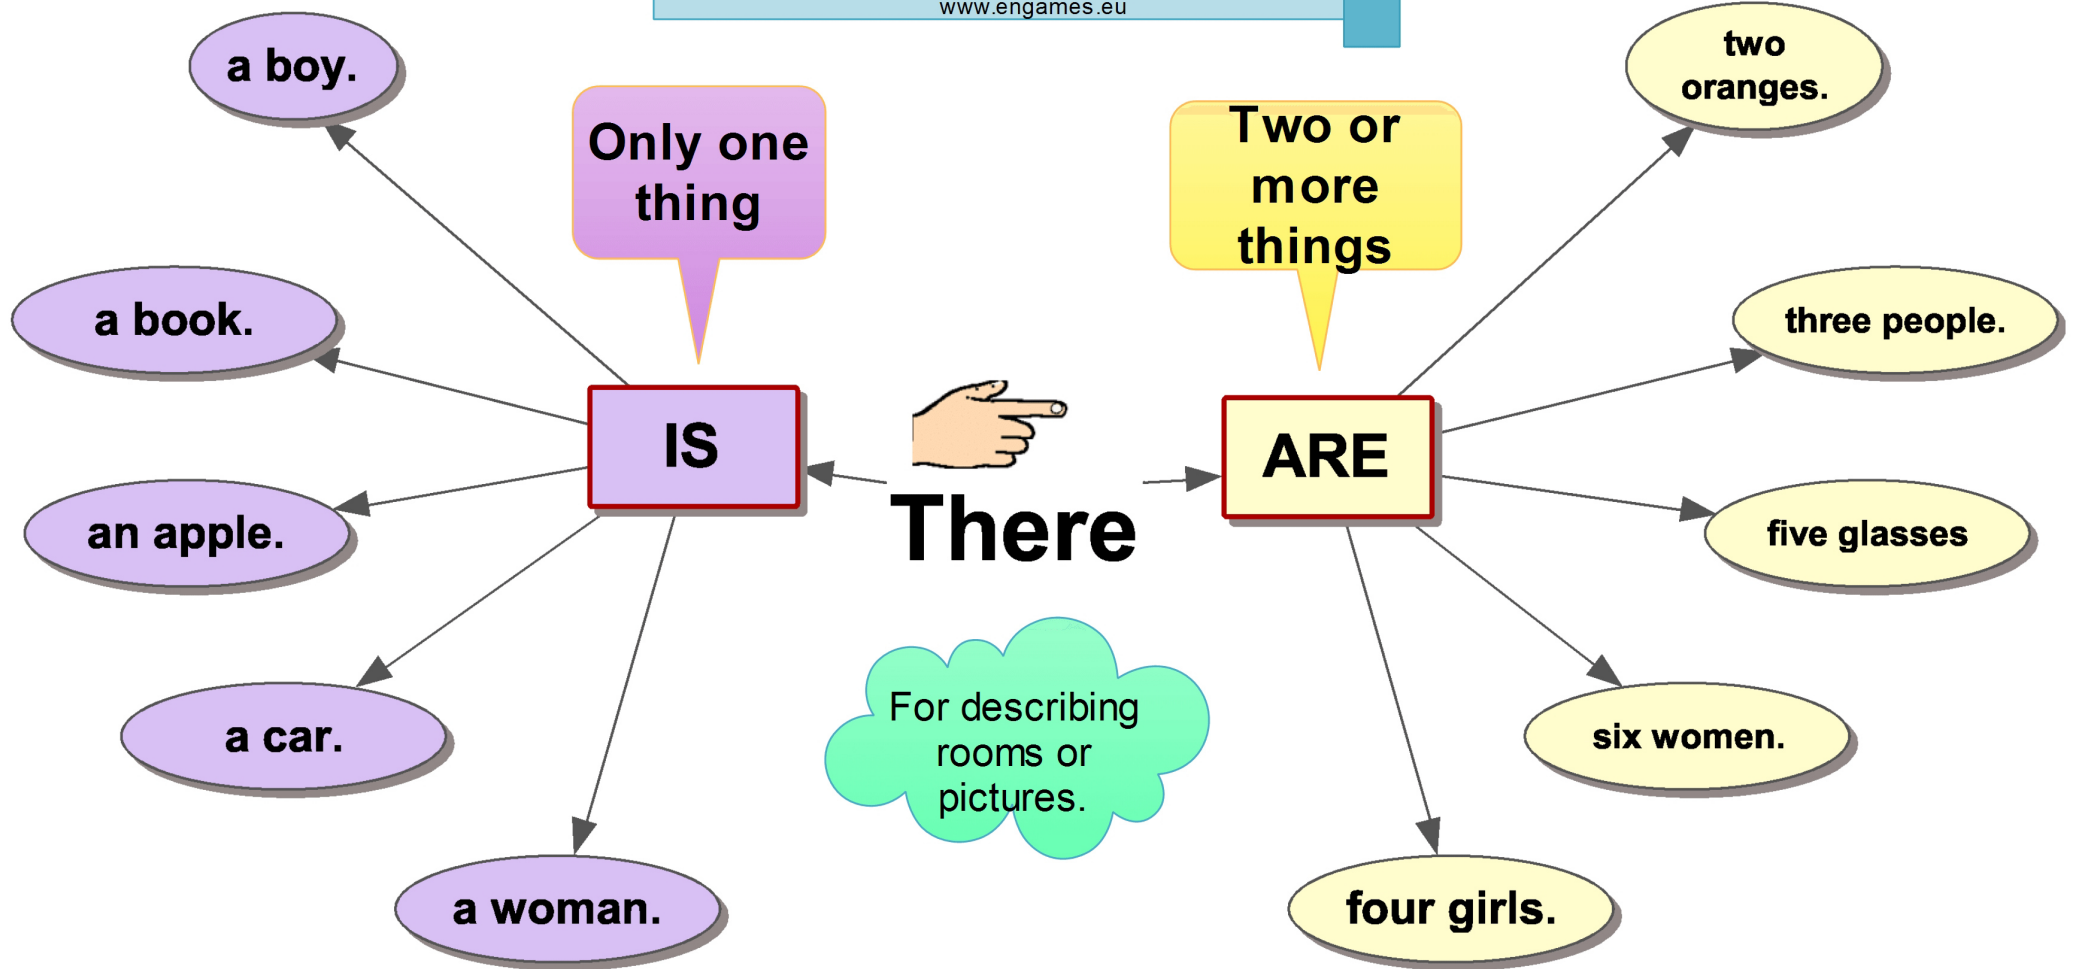 www.engames.eu
a boy.
Only one
thing
Two or
more
things
two
oranges.
a book.
three people.
IS
There
ARE
an apple.
five glasses
a car.
For describing
rooms or
pictures.
six women.
a woman.
four girls.